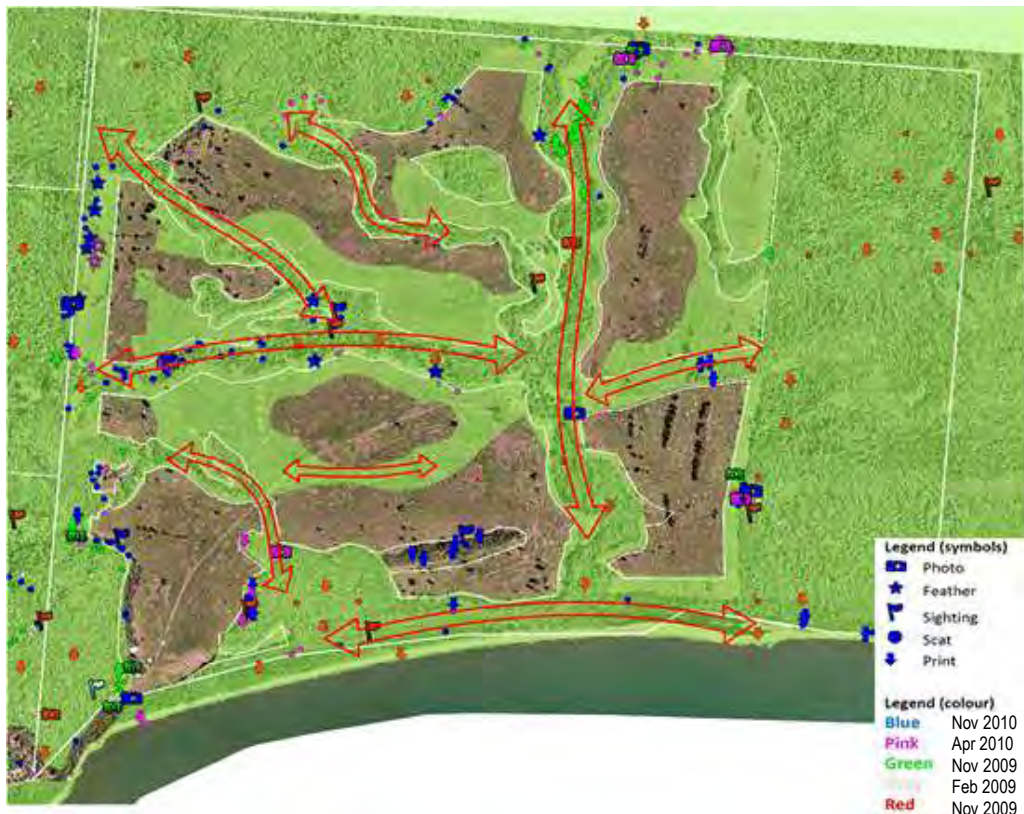 Legend (symbols)
Photo
Feather
Sighting
Scat
Print
Legend (colour)
Blue Nov 2010
Pink Apr 2010
Green Nov 2009
Feb 2009
Red Nov 2009